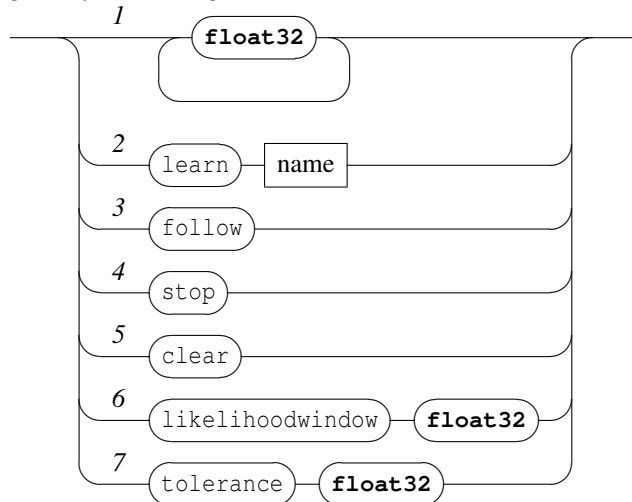 1 float32
2 learn name
3 follow
4 stop
5 clear
6 likelihoodwindow float32
7 tolerance float32